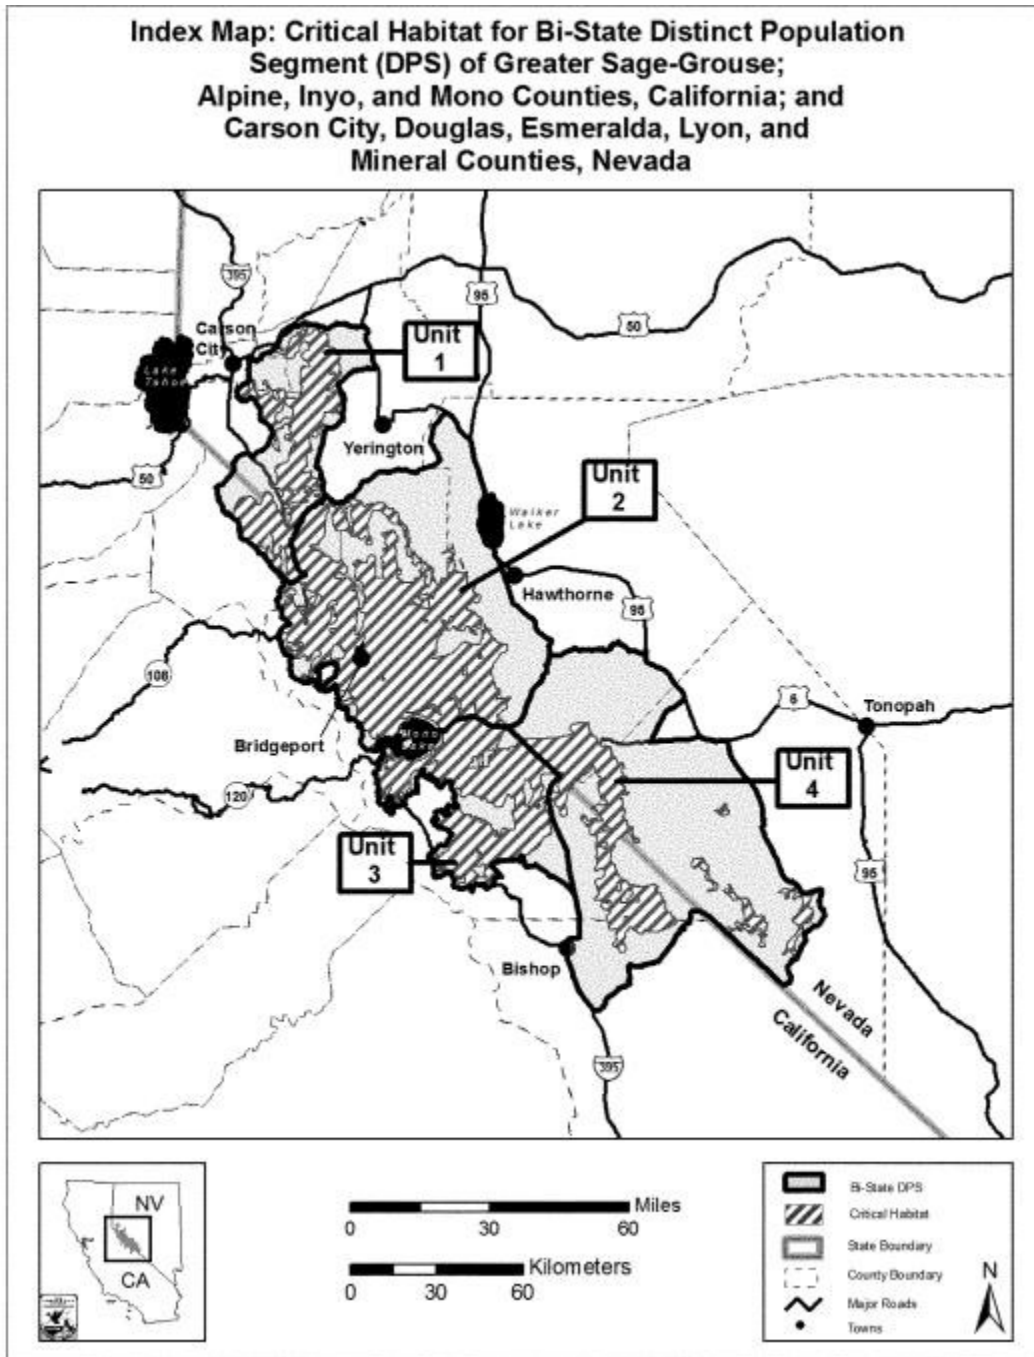 Index Map: Critical Habitat for Bi-State Distinct Population
Segment (DPS) of Greater Sage-Grouse;
Alpine, Inyo, and Mono Counties, California; and
Carson City, Douglas, Esmeralda, Lyon, and
Mineral Counties, Nevada
395
95
50
Carson
City
Unit
1
Lake
Tahoe
Yerington
50
Unit
2
Walker
Lake
Hawthorne
95
108
6
Tonopah
Bridgeport
Mono
Lake
Unit
4
120
Unit
3
95
Bishop
Nevada
California
395
NV
CA
Miles
0 30 60
Kilometers
0 30 60
Bi-State DPS
Critical Habitat
State Boundary
County Boundary
Major Roads
Towns
N